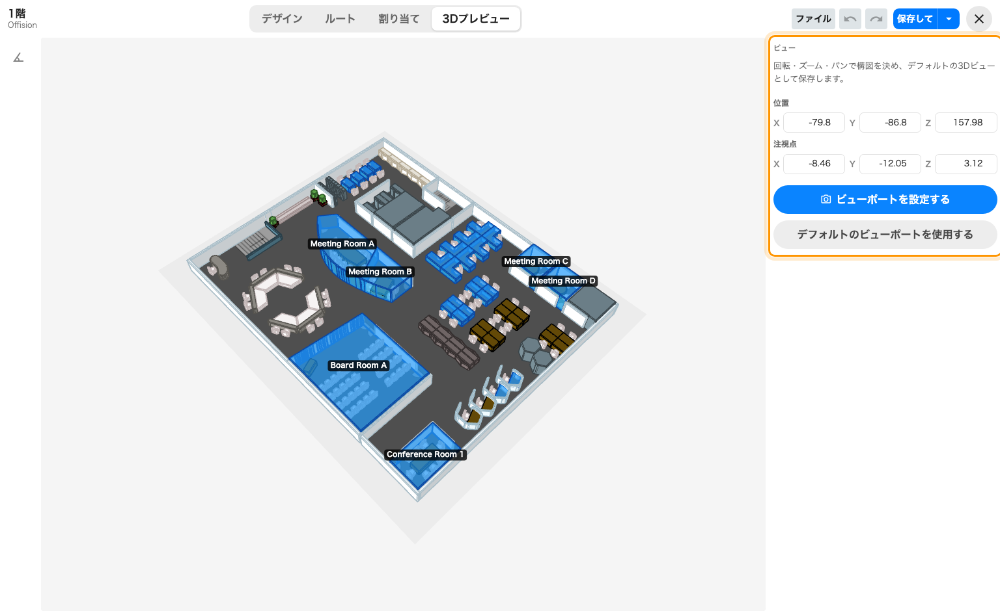 1階
Offision
デザイン
ルート
割り当て
3Dプレビュー
ファイル
保存して
ビュー
回転・ズーム・パンで構図を決め、デフォルトの3Dビュー
として保存します。
位置
X -79.8 Y -86.8 Z 157.98
注視点
X -8.46 Y -12.05 Z 3.12
ビューポートを設定する
デフォルトのビューポートを使用する
Meeting Room A
Meeting Room B
Meeting Room C
Meeting Room D
Board Room A
Conference Room 1